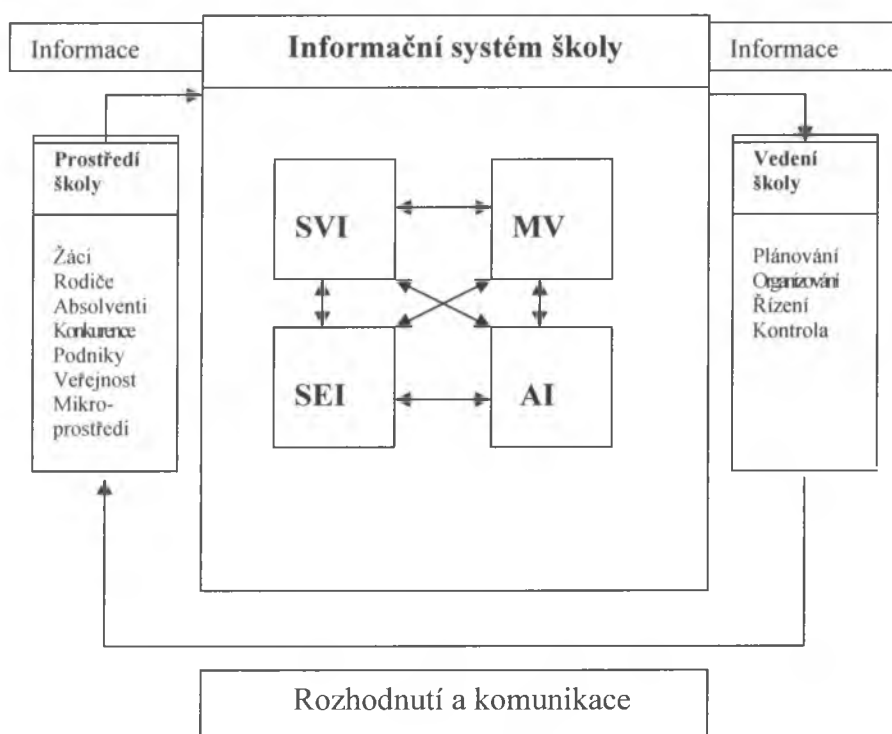 Informace
Informační systém školy
Informace
Prostředí
školy
Žáci
Rodiče
Absolventi
Konkurence
Podniky
Veřejnost
Mikro-
prostředí
SVI
MV
SEI
AI
Vedení
školy
Plánování
Organizování
Řízení
Kontrola
Rozhodnutí a komunikace